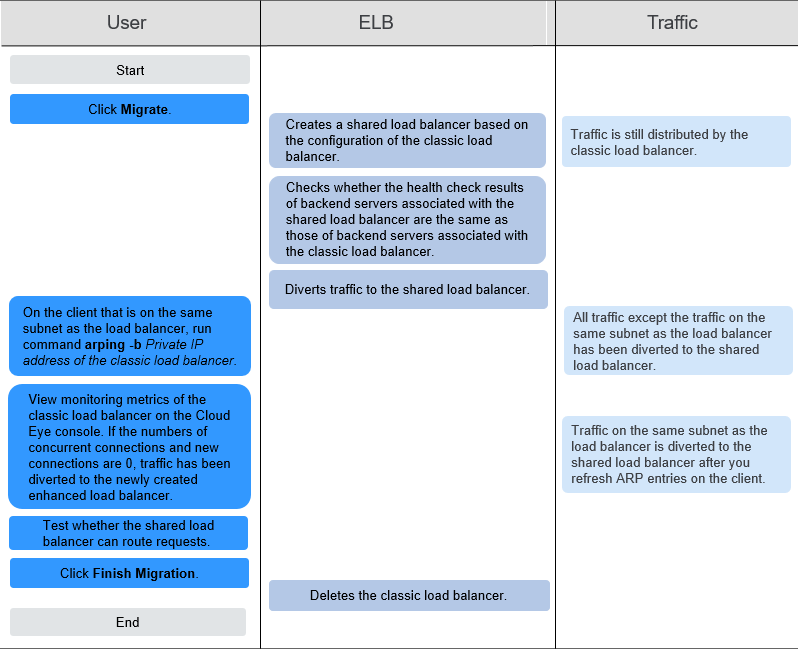 User
ELB
Traffic
Start
Click Migrate.
Creates a shared load balancer based on
the configuration of the classic load
balancer.
Traffic is still distributed by the
classic load balancer.
Checks whether the health check results
of backend servers associated with the
shared load balancer are the same as
those of backend servers associated with
the classic load balancer.
Diverts traffic to the shared load balancer.
On the client that is on the same
subnet as the load balancer, run
command arping -b Private IP
address of the classic load balancer.
All traffic except the traffic on the
same subnet as the load balancer
has been diverted to the shared
load balancer.
View monitoring metrics of the
classic load balancer on the Cloud
Eye console. If the numbers of
concurrent connections and new
connections are 0, traffic has been
diverted to the newly created
enhanced load balancer.
Traffic on the same subnet as the
load balancer is diverted to the
shared load balancer after you
refresh ARP entries on the client.
Test whether the shared load
balancer can route requests.
Click Finish Migration.
Deletes the classic load balancer.
End